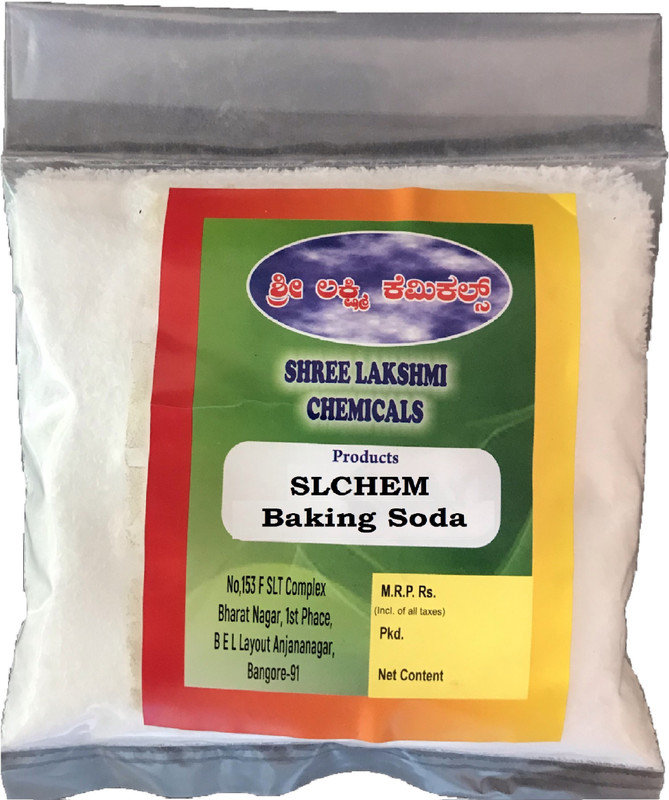 ಶ್ರೀ ಲಕ್ಷ್ಮಿ ಕೆಮಿಕಲ್ಸ್
SHREE LAKSHMI
CHEMICALS
Products
SLCHEM
Baking Soda
No,153 F SLT Complex
Bharat Nagar, 1st Phace,
B E L Layout Anjananagar,
Bangore-91
M.R.P. Rs.
(Incl. of all taxes)
Pkd.
Net Content